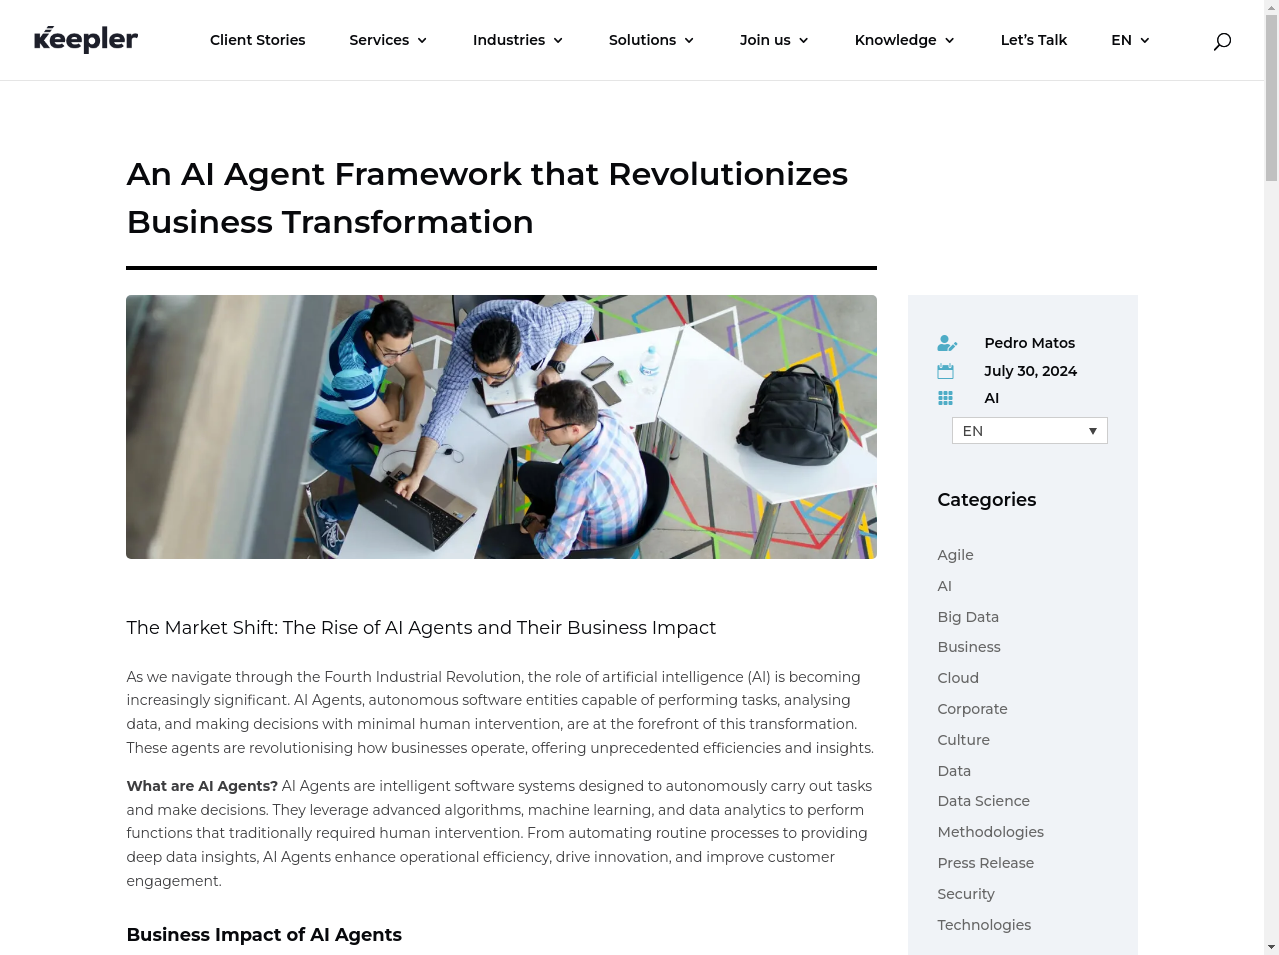 Keepler
Client Stories
Services
Industries
Solutions
Join us
Knowledge
Let’s Talk
EN
An AI Agent Framework that Revolutionizes
Business Transformation
Pedro Matos
July 30, 2024
AI
EN
Categories
Agile
AI
Big Data
Business
Cloud
Corporate
Culture
Data
Data Science
Methodologies
Press Release
Security
Technologies
The Market Shift: The Rise of AI Agents and Their Business Impact
As we navigate through the Fourth Industrial Revolution, the role of artificial intelligence (AI) is becoming
increasingly significant. AI Agents, autonomous software entities capable of performing tasks, analysing
data, and making decisions with minimal human intervention, are at the forefront of this transformation.
These agents are revolutionising how businesses operate, offering unprecedented efficiencies and insights.
What are AI Agents? AI Agents are intelligent software systems designed to autonomously carry out tasks
and make decisions. They leverage advanced algorithms, machine learning, and data analytics to perform
functions that traditionally required human intervention. From automating routine processes to providing
deep data insights, AI Agents enhance operational efficiency, drive innovation, and improve customer
engagement.
Business Impact of AI Agents